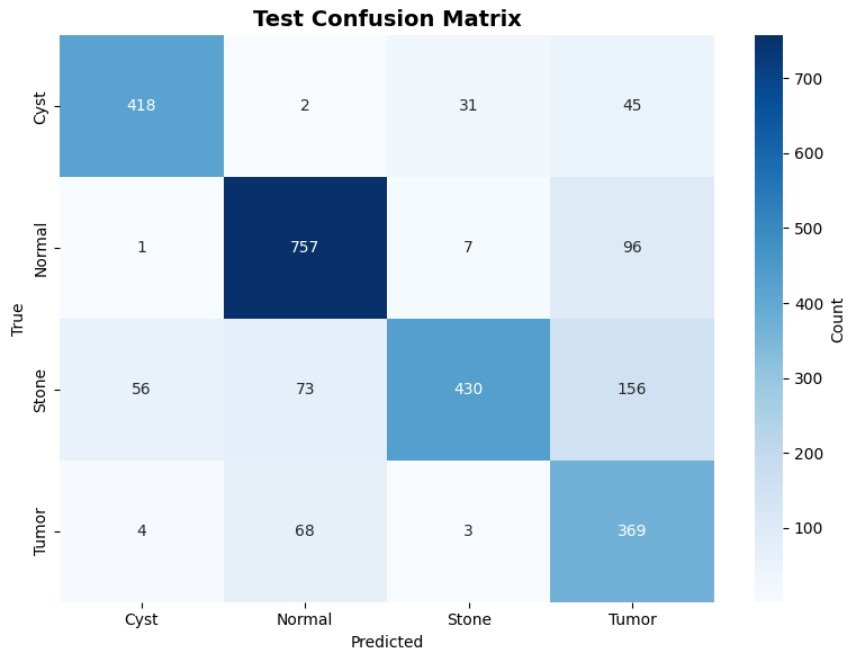 Test Confusion Matrix
Cyst 418 2 31 45
Normal 1 757 7 96
Stone 56 73 430 156
Tumor 4 68 3 369
True
Cyst Normal Stone Tumor
Predicted
700
600
500
400
300
200
100
Count